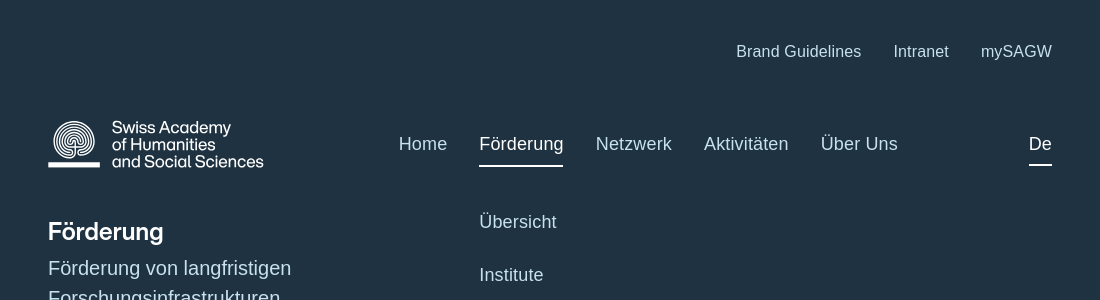 Brand Guidelines Intranet mySAGW
Swiss Academy
of Humanities
and Social Sciences
Home Förderung Netzwerk Aktivitäten Über Uns De
Förderung
Förderung von langfristigen
Forschungsinfrastrukturen
Übersicht
Institute